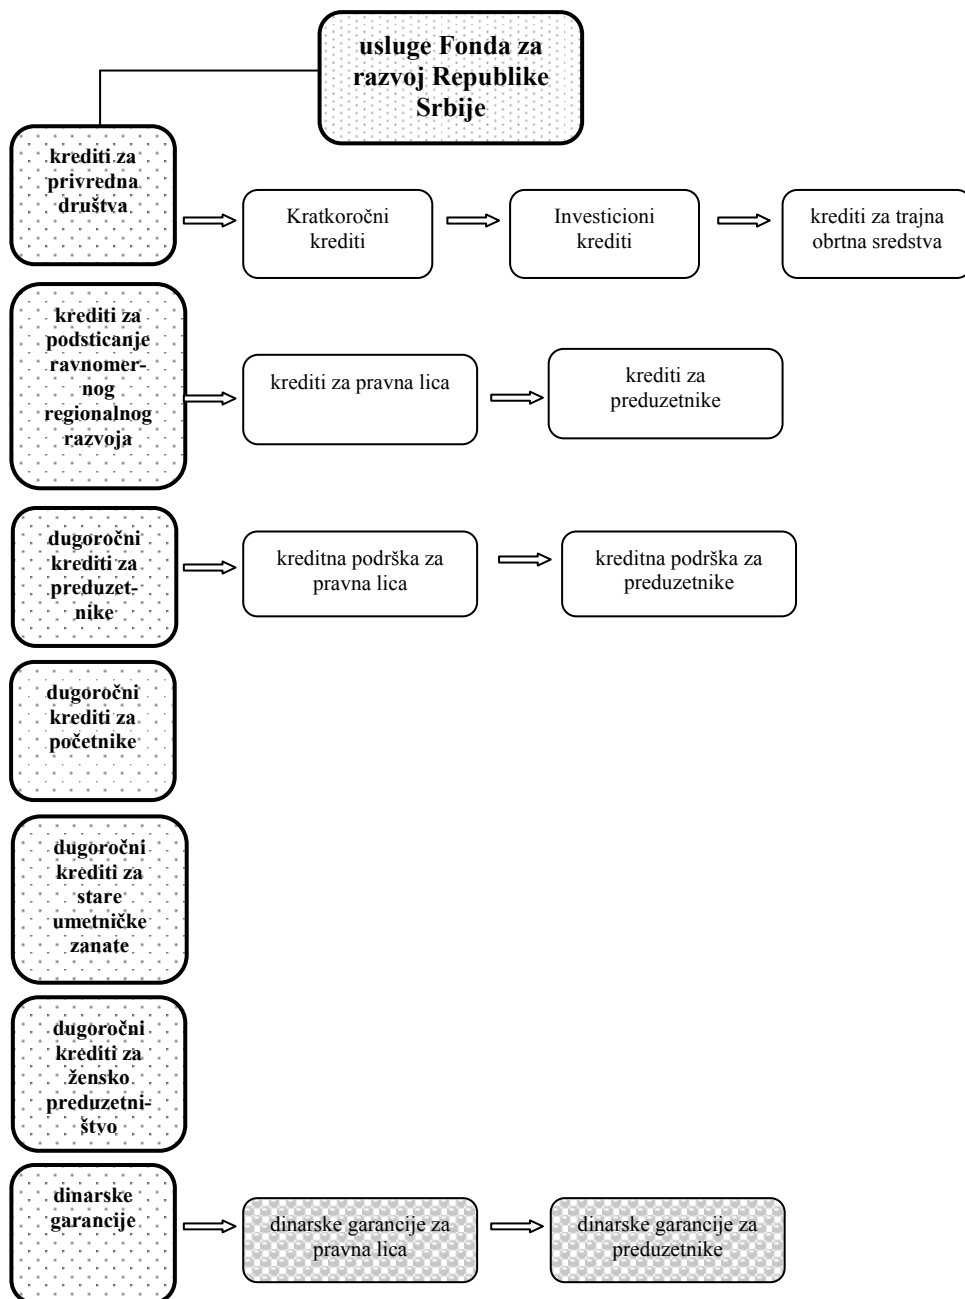 usluge Fonda za
razvoj Republike
Srbije
krediti za
privredna
društva
Kratkoročni
krediti
Investicioni
krediti
krediti za trajna
obrtna sredstva
krediti za
podsticanje
ravnomer-
nog
regionalnog
razvoja
krediti za pravna lica
krediti za
preduzetnike
dugoročni
krediti za
preduzet-
nike
kreditna podrška za
pravna lica
kreditna podrška za
preduzetnike
dugoročni
krediti za
početnike
dugoročni
krediti za
stare
umetničke
zanate
dugoročni
krediti za
žensko
preduzetni-
štvo
dinarske
garancije
dinarske garancije za
pravna lica
dinarske garancije za
preduzetnike